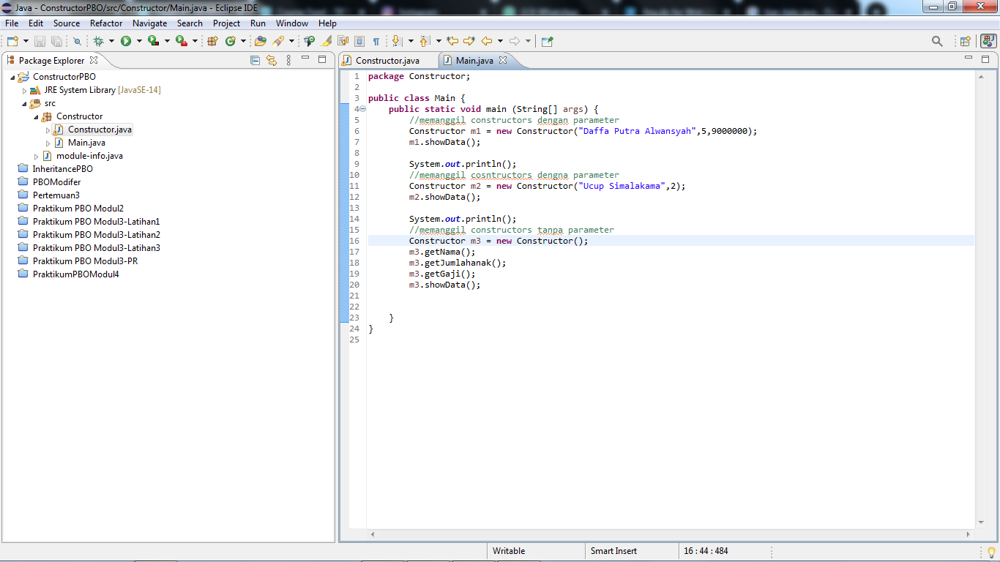 Java - ConstructorPBO/src/Constructor/Main.java - Eclipse IDE
File Edit Source Refactor Navigate Search Project Run Window Help
Package Explorer
ConstructorPBO
JRE System Library [JavaSE-14]
src
Constructor
Constructor.java
Main.java
module-info.java
InheritancePBO
PBOModifer
Pertemuan3
Praktikum PBO Modul2
Praktikum PBO Modul3-Latihan1
Praktikum PBO Modul3-Latihan2
Praktikum PBO Modul3-Latihan3
Praktikum PBO Modul3-PR
PraktikumPBOModul4
Constructor.java Main.java
1 package Constructor;
2
3 public class Main {
4 public static void main (String[] args) {
5 //memanggil constructors dengan parameter
6 Constructor m1 = new Constructor("Daffa Putra Alwansyah",5,9000000);
7 m1.showData();
8
9 System.out.println();
10 //memanggil cosntructors dengna parameter
11 Constructor m2 = new Constructor("Ucup Simalakama",2);
12 m2.showData();
13
14 System.out.println();
15 //memanggil constructors tanpa parameter
16 Constructor m3 = new Constructor();
17 m3.getNama();
18 m3.getJumlahanak();
19 m3.getGaji();
20 m3.showData();
21
22
23 }
24 }
25
Writable Smart Insert 16 : 44 : 484